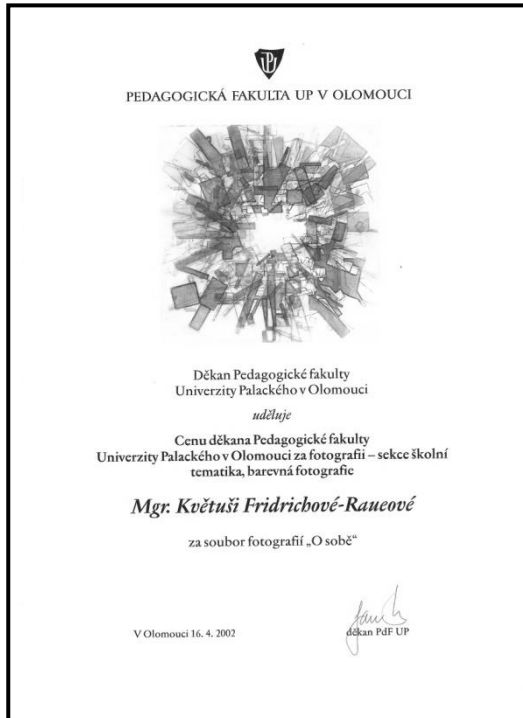 PEDAGOGICKÁ FAKULTA UP V OLOMOUCI
Děkan Pedagogické fakulty
Univerzity Palackého v Olomouci
uděluje
Cenu děkana Pedagogické fakulty
Univerzity Palackého v Olomouci za fotografii – sekce školní
tematika, barevná fotografie
Mgr. Květuši Fridrichové-Raueové
za soubor fotografií „O sobě“
V Olomouci 16. 4. 2002
děkan PdF UP